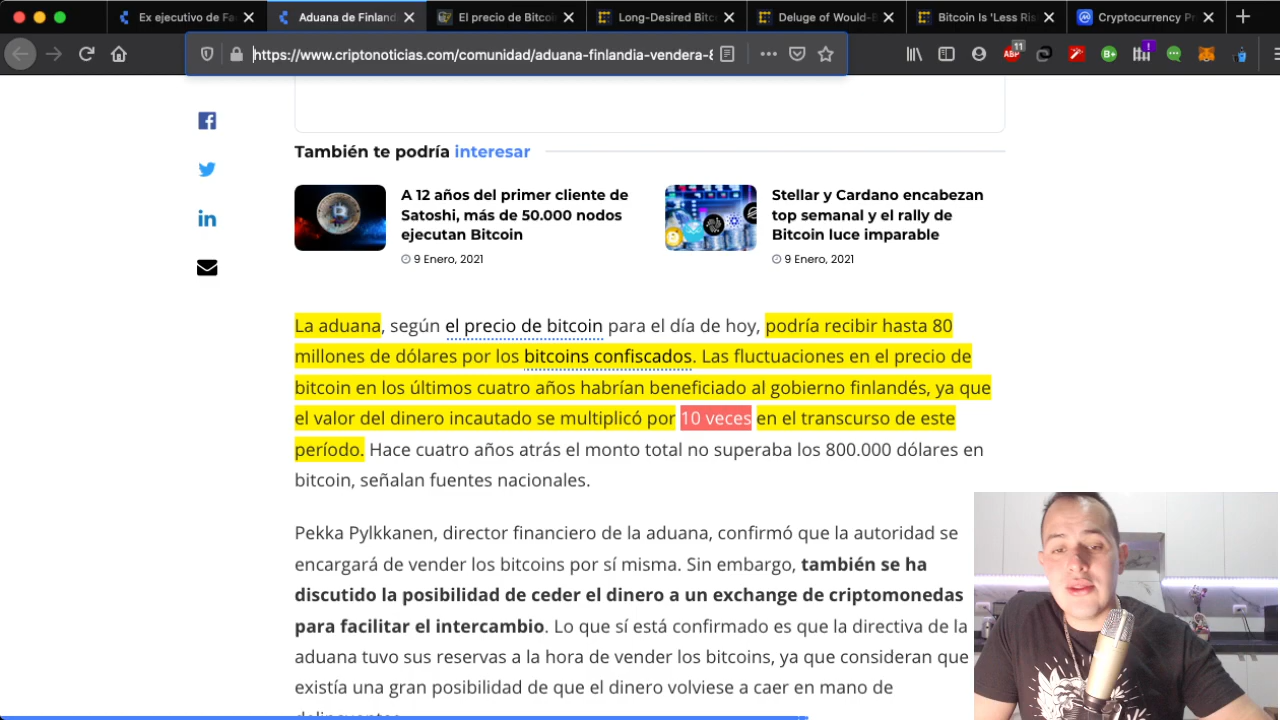 Ex ejecutivo de Fa
Aduana de Finland
El precio de Bitcoi
Long-Desired Bitc
Deluge of Would-B
Bitcoin Is 'Less Ris
Cryptocurrency Pr
https://www.criptonoticias.com/comunidad/aduana-finlandia-vendera-8
ABP
11
B+
!
También te podría interesar
A 12 años del primer cliente de
Satoshi, más de 50.000 nodos
ejecutan Bitcoin
9 Enero, 2021
Stellar y Cardano encabezan
top semanal y el rally de
Bitcoin luce imparable
9 Enero, 2021
La aduana, según el precio de bitcoin para el día de hoy, podría recibir hasta 80
millones de dólares por los bitcoins confiscados. Las fluctuaciones en el precio de
bitcoin en los últimos cuatro años habrían beneficiado al gobierno finlandés, ya que
el valor del dinero incautado se multiplicó por 10 veces en el transcurso de este
período. Hace cuatro años atrás el monto total no superaba los 800.000 dólares en
bitcoin, señalan fuentes nacionales.
Pekka Pylkkanen, director financiero de la aduana, confirmó que la autoridad se
encargará de vender los bitcoins por sí misma. Sin embargo, también se ha
discutido la posibilidad de ceder el dinero a un exchange de criptomonedas
para facilitar el intercambio. Lo que sí está confirmado es que la directiva de la
aduana tuvo sus reservas a la hora de vender los bitcoins, ya que consideran que
existía una gran posibilidad de que el dinero volviese a caer en mano de